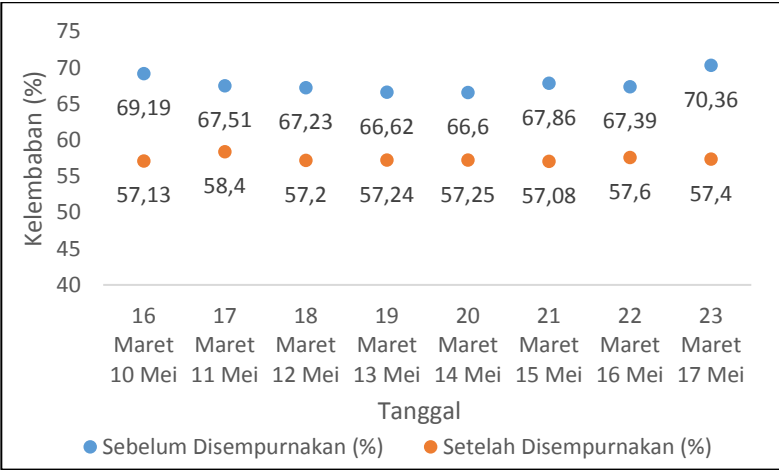 75
70
65
60
55
50
45
40
Kelembaban (%)
69,19
67,51
67,23
66,62
66,6
67,86
67,39
70,36
57,13
58,4
57,2
57,24
57,25
57,08
57,6
57,4
16
Maret
10 Mei
17
Maret
11 Mei
18
Maret
12 Mei
19
Maret
13 Mei
20
Maret
14 Mei
21
Maret
15 Mei
22
Maret
16 Mei
23
Maret
17 Mei
Tanggal
Sebelum Disempurnakan (%)
Setelah Disempurnakan (%)